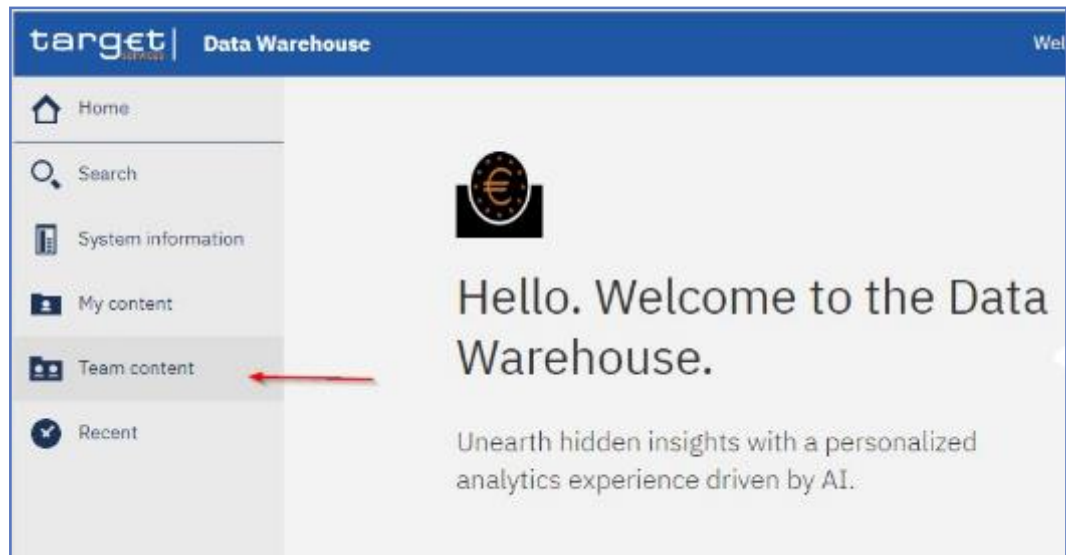 target| Data Warehouse Wel
SERVICES
Home
Search
System information
My content
Team content
Recent
€
Hello. Welcome to the Data
Warehouse.
Unearth hidden insights with a personalized
analytics experience driven by AI.